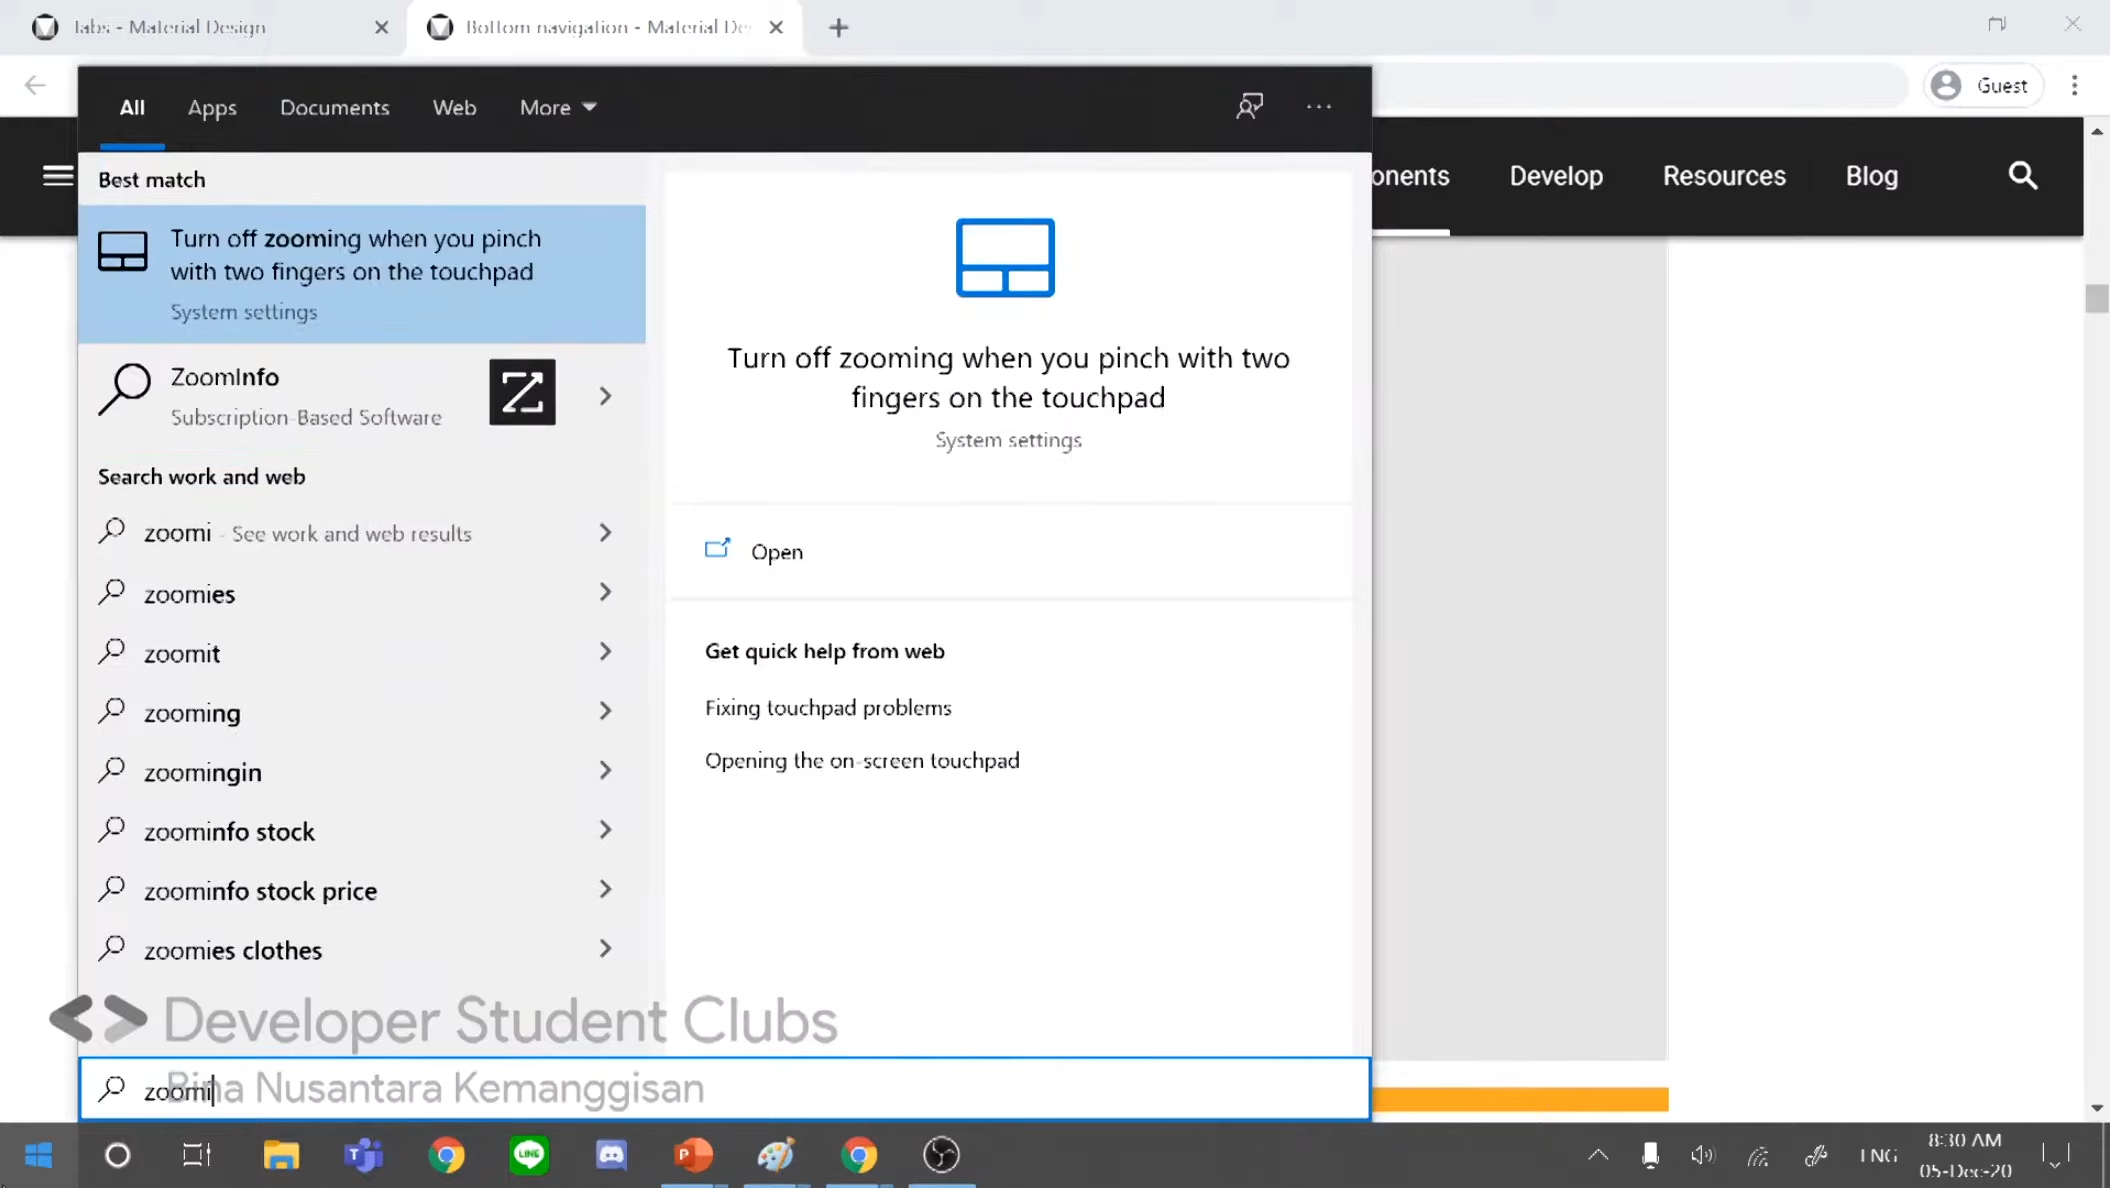 Tabs - Material Design
Bottom navigation - Material De
Guest
All
Apps
Documents
Web
More
onents
Develop
Resources
Blog
Best match
Turn off zooming when you pinch
with two fingers on the touchpad
System settings
ZoomInfo
Subscription-Based Software
Search work and web
zoomi - See work and web results
zoomies
zoomit
zooming
zoomingin
zoominfo stock
zoominfo stock price
zoomies clothes
Turn off zooming when you pinch with two
fingers on the touchpad
System settings
Open
Get quick help from web
Fixing touchpad problems
Opening the on-screen touchpad
Developer Student Clubs
Bina Nusantara Kemanggisan
zoomi
LINE
ENG
8:30 AM
05-Dec-20